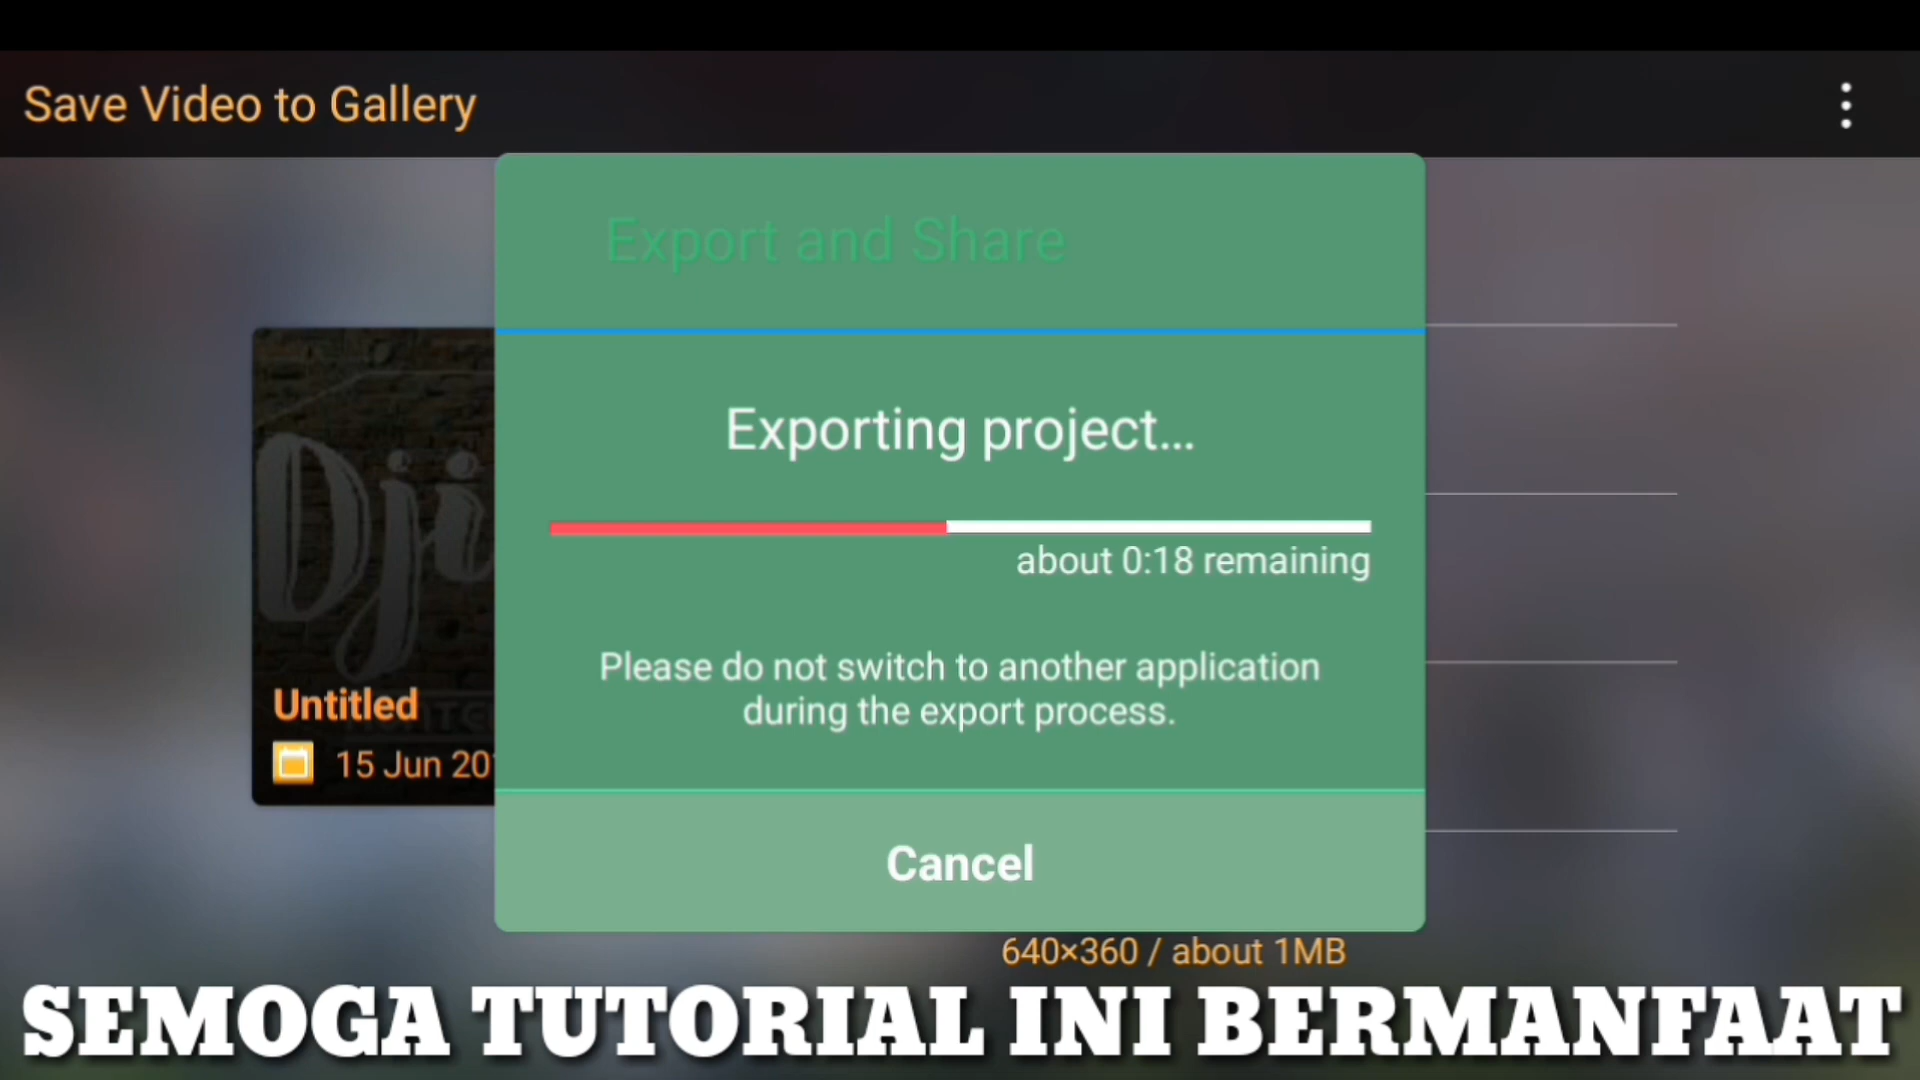 Save Video to Gallery
Export and Share
Exporting project...
about 0:18 remaining
Please do not switch to another application
during the export process.
Dji
Untitled
15 Jun 20
Cancel
640×360 / about 1MB
SEMOGA TUTORIAL INI BERMANFAAT